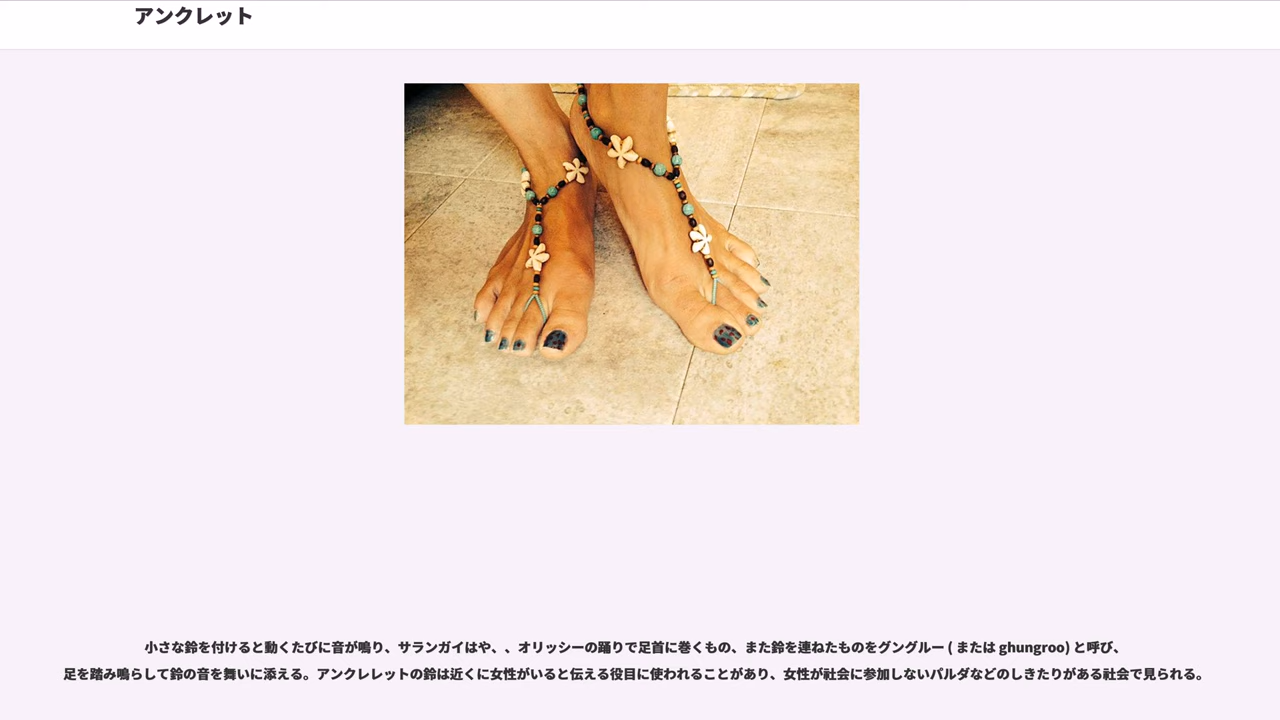 アンクレット
小さな鈴を付けると動くたびに音が鳴り、サランガイはや、、オリッシーの踊りで足首に巻くもの、また鈴を連ねたものをグングルー ( または ghungroo) と呼び、
足を踏み鳴らして鈴の音を舞いに添える。アンクレレットの鈴は近くに女性がいると伝える役目に使われることがあり、女性が社会に参加しないパルダなどのしきたりがある社会で見られる。